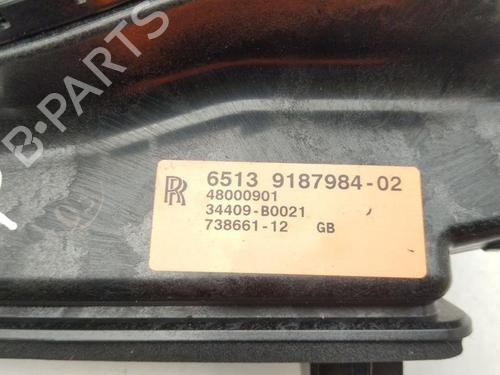 B-PARTS
RR 6513 9187984-02
48000901
34409-B0021
738661-12 GB